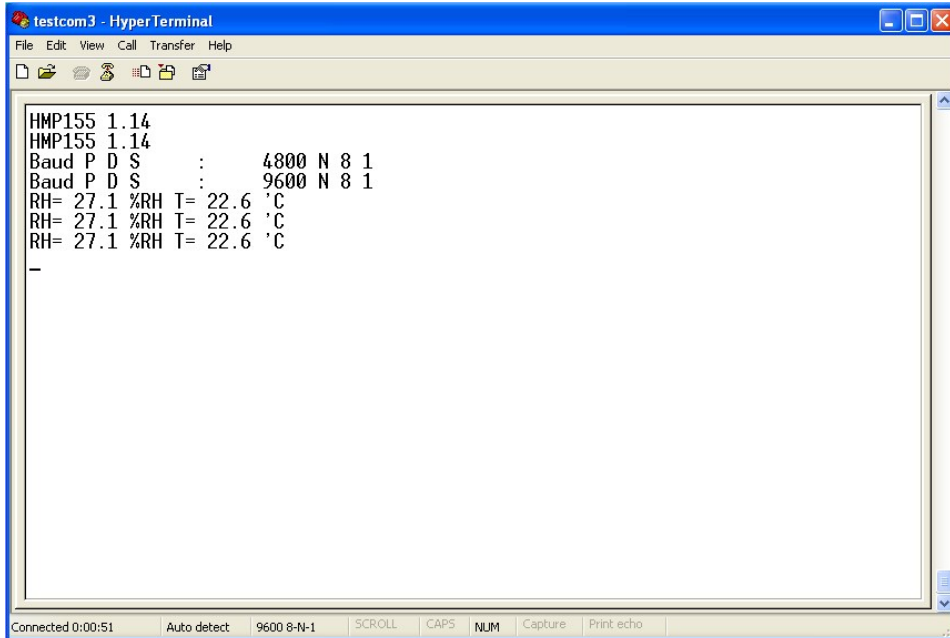 testcom3 - HyperTerminal
File Edit View Call Transfer Help
HMP155 1.14
HMP155 1.14
Baud P D S : 4800 N 8 1
Baud P D S : 9600 N 8 1
RH= 27.1 %RH T= 22.6 'C
RH= 27.1 %RH T= 22.6 'C
RH= 27.1 %RH T= 22.6 'C
Connected 0:00:51 Auto detect 9600 8-N-1 SCROLL CAPS NUM Capture Print echo